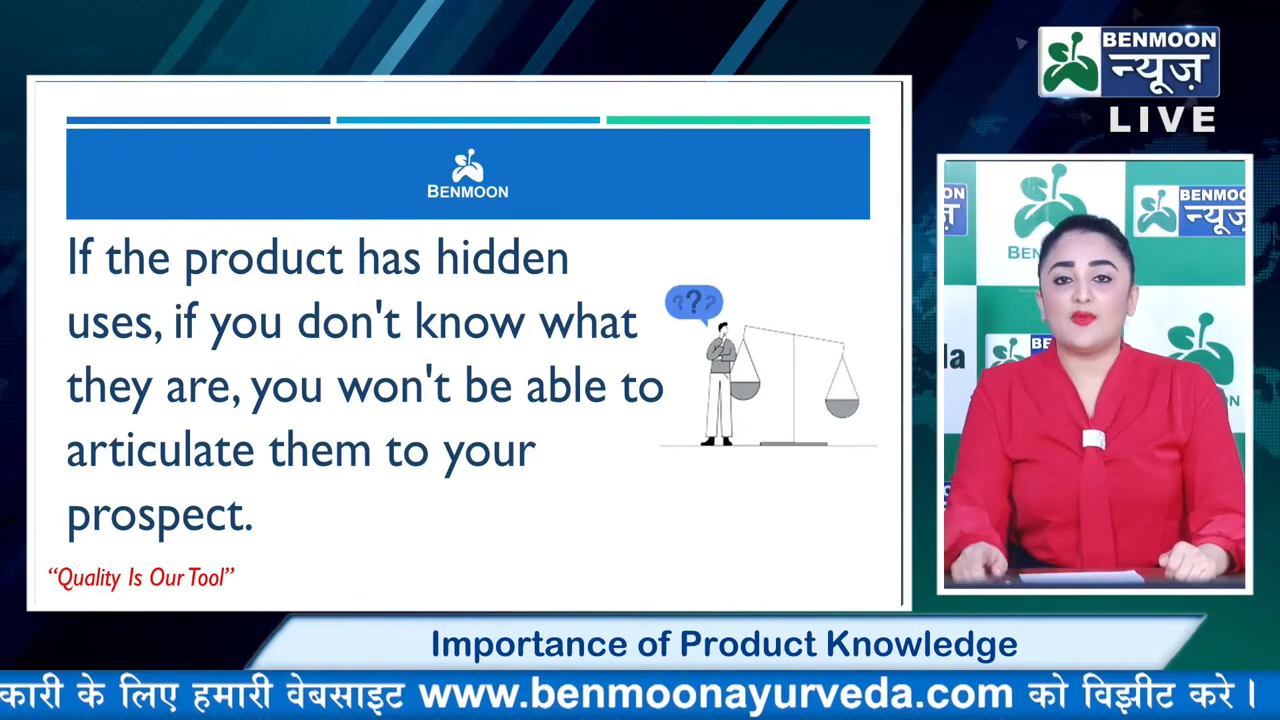 BENMOON
न्यूज़
LIVE
BENMOON
If the product has hidden
uses, if you don't know what
they are, you won't be able to
articulate them to your
prospect.
“Quality Is Our Tool”
???
BENMOO
न्यूज़
BEN
Importance of Product Knowledge
कारी के लिए हमारी वेबसाइट www.benmoonayurveda.com को विझीट करे ।